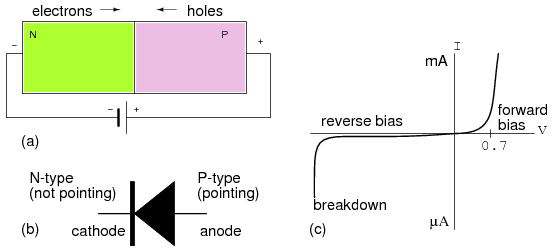 electrons → ← holes
N P
− +
− +
(a)
N-type
(not pointing)
P-type
(pointing)
(b) cathode anode
I
mA
reverse bias
forward
bias
V
0.7
breakdown
µA
(c)